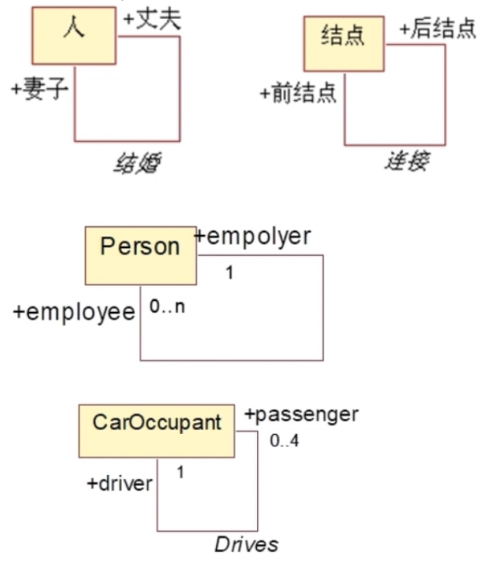 人
+丈夫
+妻子
结婚
结点
+后结点
+前结点
连接
Person
+empolyer
1
+employee
0..n
CarOccupant
+passenger
0..4
+driver
1
Drives